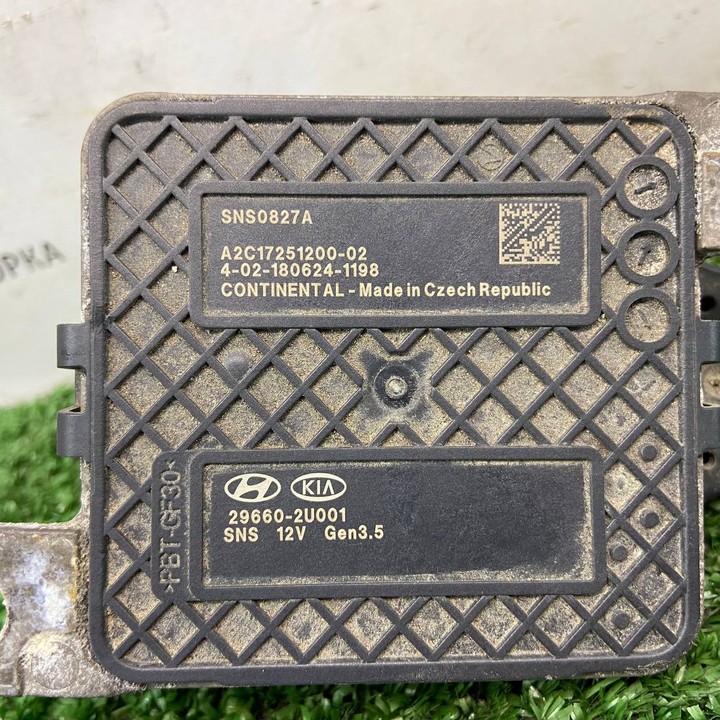 SNS0827A
A2C17251200-02
4-02-180624-1198
CONTINENTAL - Made in Czech Republic
KIA
29660-2U001
SNS 12V Gen3.5
>PBT-GF30<